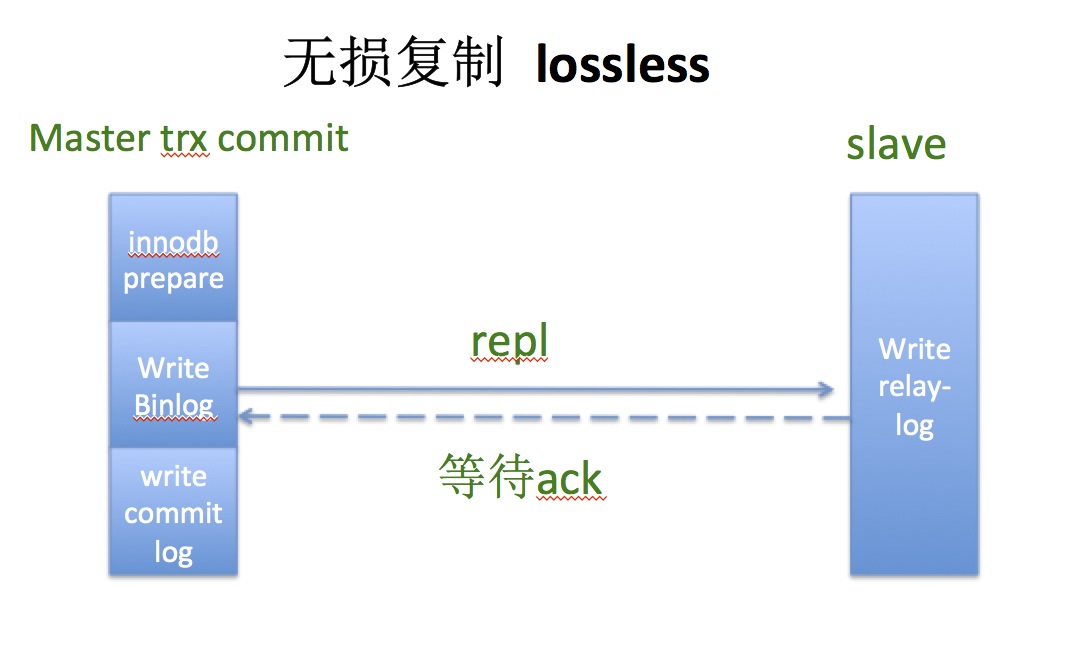 无损复制 lossless
Master trx commit
slave
innodb
prepare
Write
Binlog
write
commit
log
repl
等待ack
Write
relay-
log